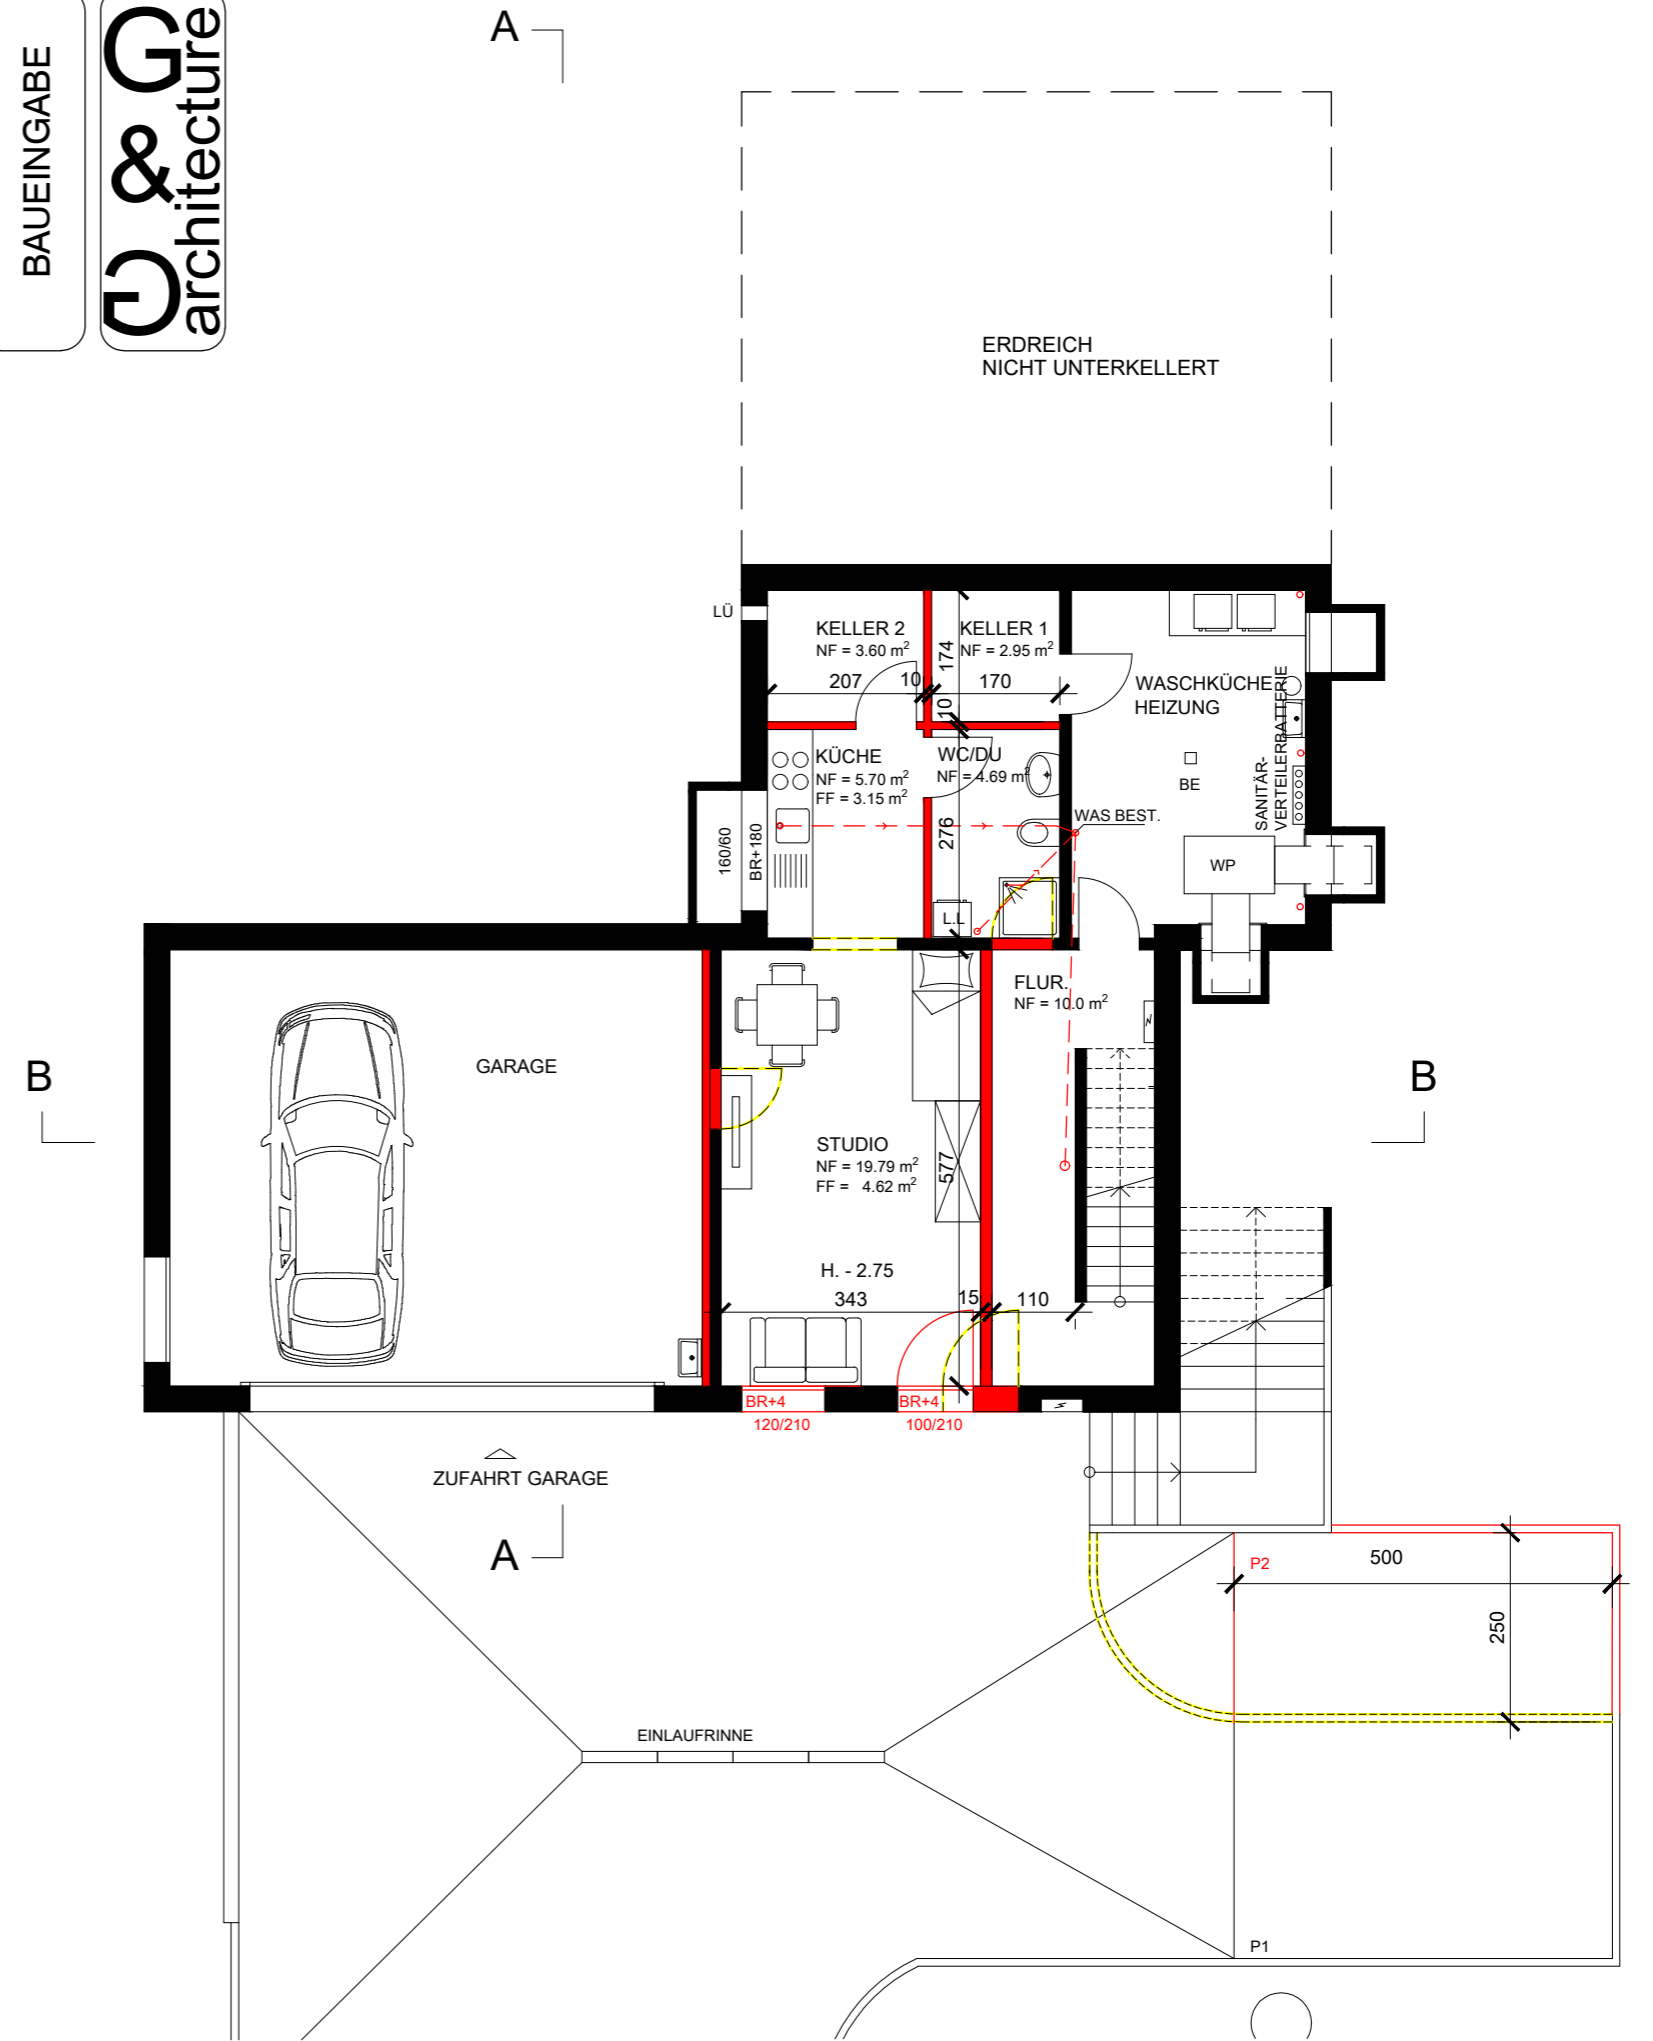 BAUEINGABE
G & G
architecture
A
ERDREICH
NICHT UNTERKELLERT
LÜ
KELLER 2
NF = 3.60 m²
KELLER 1
NF = 2.95 m²
174
207
10
170
10
WASCHKÜCHE
HEIZUNG
SANITÄR-
VERTEILERBATTERIE
BE
KÜCHE
NF = 5.70 m²
FF = 3.15 m²
WC/DU
NF = 4.69 m²
276
WAS BEST.
160/60
BR+180
WP
L.L
FLUR.
NF = 10.0 m²
GARAGE
B
B
STUDIO
NF = 19.79 m²
FF = 4.62 m²
577
H. - 2.75
343
15
110
BR+4
120/210
BR+4
100/210
ZUFAHRT GARAGE
A
P2
500
250
EINLAUFRINNE
P1